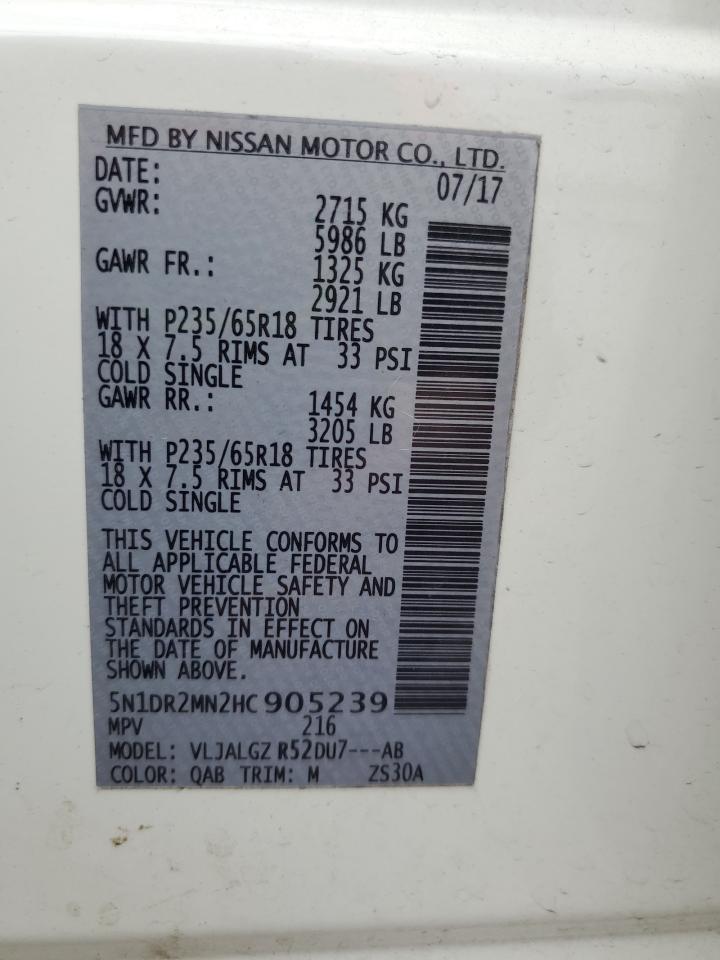 MFD BY NISSAN MOTOR CO., LTD.
DATE: 07/17
GVWR: 2715 KG
5986 LB
GAWR FR.: 1325 KG
2921 LB
WITH P235/65R18 TIRES
18 X 7.5 RIMS AT 33 PSI
COLD SINGLE
GAWR RR.: 1454 KG
3205 LB
WITH P235/65R18 TIRES
18 X 7.5 RIMS AT 33 PSI
COLD SINGLE
THIS VEHICLE CONFORMS TO
ALL APPLICABLE FEDERAL
MOTOR VEHICLE SAFETY AND
THEFT PREVENTION
STANDARDS IN EFFECT ON
THE DATE OF MANUFACTURE
SHOWN ABOVE.
5N1DR2MN2HC905239
MPV 216
MODEL: VLJALGZ R52DU7---AB
COLOR: QAB TRIM: M ZS30A